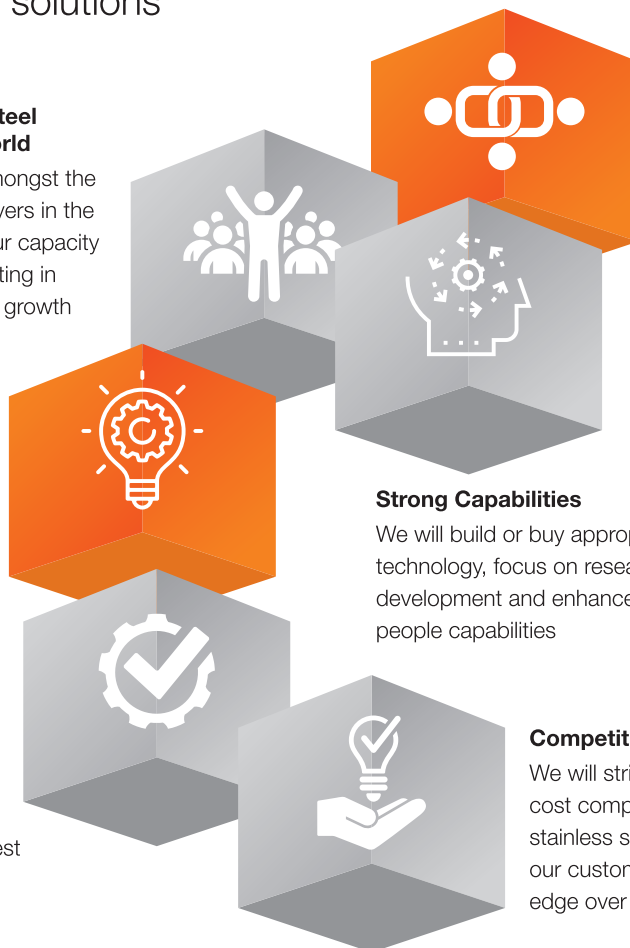 solutions
teel
orld
mongst the
yers in the
ur capacity
ting in
growth
Strong Capabilities
We will build or buy approp
technology, focus on resea
development and enhance
people capabilities
Competit
We will stri
cost comp
stainless s
our custom
edge over
est